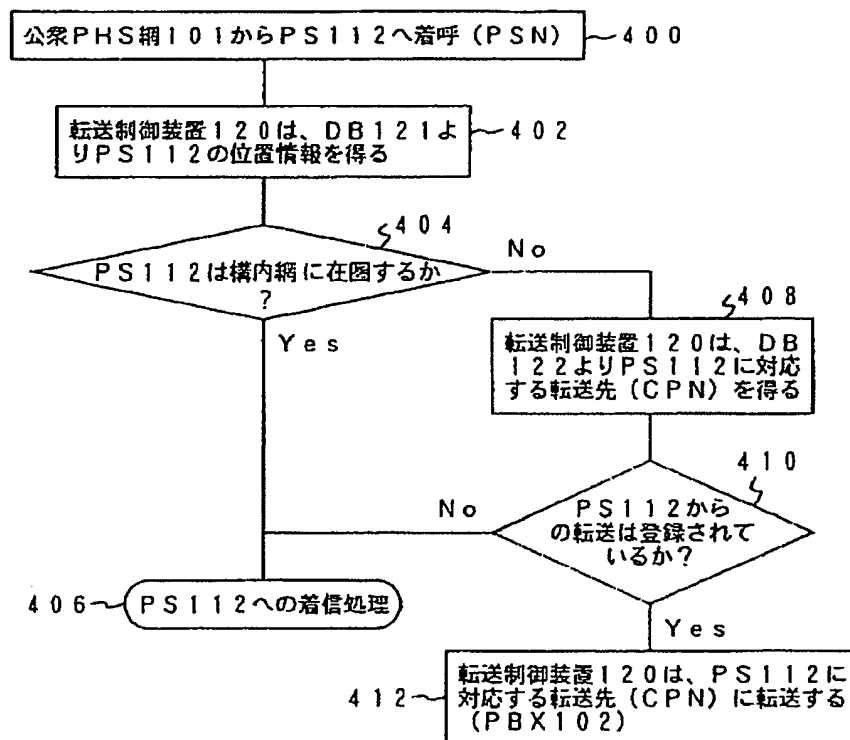 公衆PHS網101からPS112へ着呼(PSN)
400
転送制御装置120は、DB121よ
りPS112の位置情報を得る
402
404
PS112は構内網に在圏するか
?
No
Yes
408
転送制御装置120は、DB
122よりPS112に対応
する転送先(CPN)を得る
410
PS112から
の転送は登録されて
いるか?
No
406
PS112への着信処理
Yes
412
転送制御装置120は、PS112に
対応する転送先(CPN)に転送する
(PBX102)